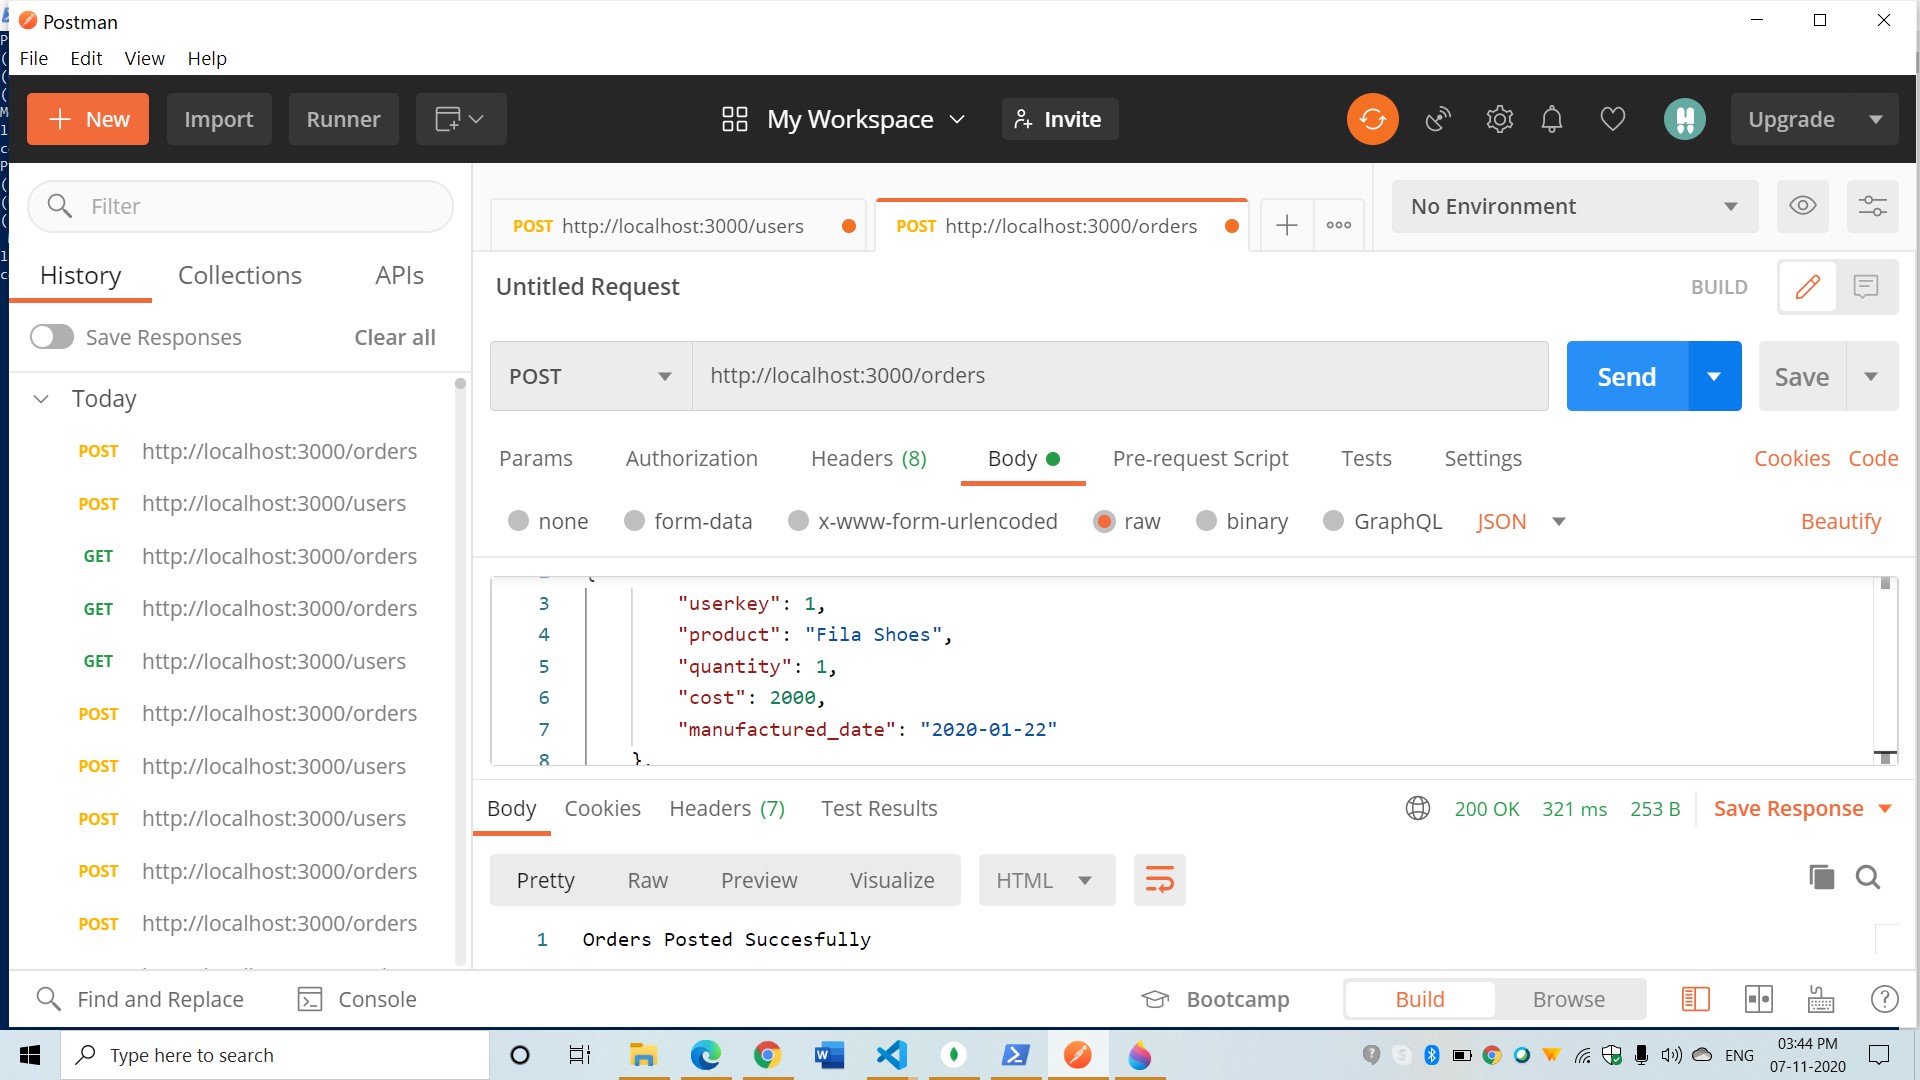 Postman
File Edit View Help
New Import Runner My Workspace Invite Upgrade
Filter
History Collections APIs
Save Responses Clear all
Today
POST http://localhost:3000/orders
POST http://localhost:3000/users
GET http://localhost:3000/orders
GET http://localhost:3000/orders
GET http://localhost:3000/users
POST http://localhost:3000/orders
POST http://localhost:3000/users
POST http://localhost:3000/users
POST http://localhost:3000/orders
POST http://localhost:3000/orders
POST http://localhost:3000/users POST http://localhost:3000/orders No Environment
Untitled Request BUILD
POST http://localhost:3000/orders Send Save
Params Authorization Headers (8) Body Pre-request Script Tests Settings Cookies Code
none form-data x-www-form-urlencoded raw binary GraphQL JSON Beautify
3 "userkey": 1,
4 "product": "Fila Shoes",
5 "quantity": 1,
6 "cost": 2000,
7 "manufactured_date": "2020-01-22"
8 },
Body Cookies Headers (7) Test Results 200 OK 321 ms 253 B Save Response
Pretty Raw Preview Visualize HTML
1 Orders Posted Succesfully
Find and Replace Console Bootcamp Build Browse
Type here to search ENG 03:44 PM
07-11-2020